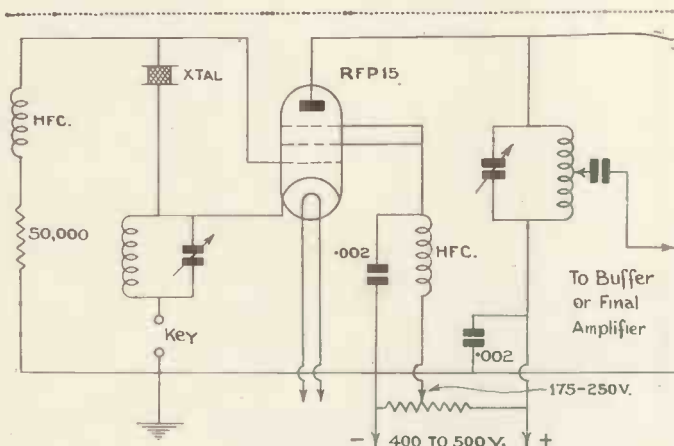 RFP15
XTAL
HFC.
50,000
.002
HFC.
Key
To Buffer
or Final
Amplifier
.002
175-250V.
- 400 TO 500V. +